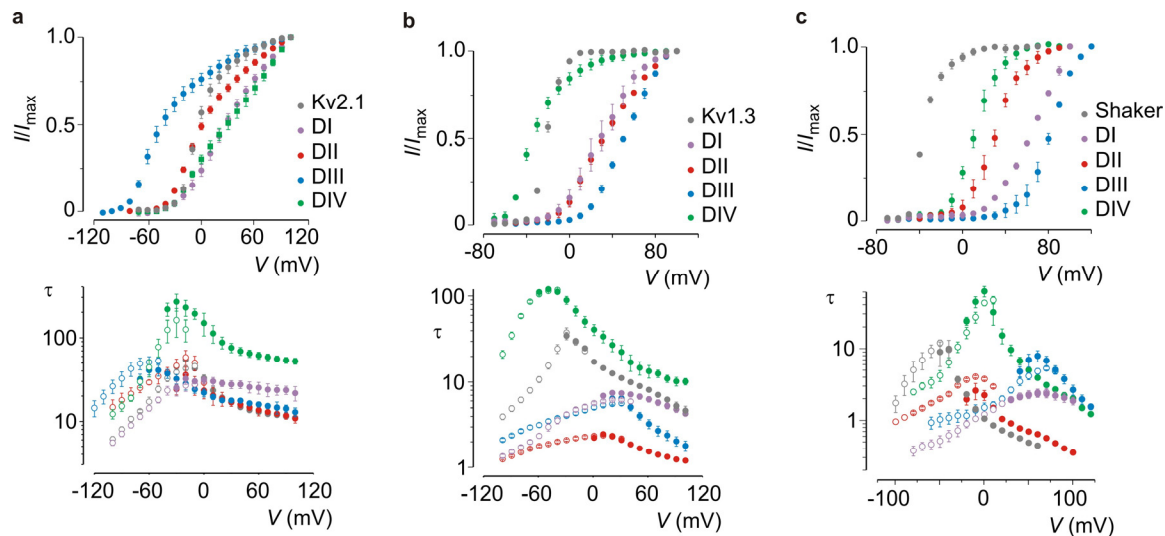 a
I/Imax
1.0
0.5
0
-120
-60
0
60
120
V (mV)
Kv2.1
DI
DII
DIII
DIV
b
I/Imax
1.0
0.5
0
-80
0
80
V (mV)
Kv1.3
DI
DII
DIII
DIV
c
I/Imax
1.0
0.5
0
-80
0
80
V (mV)
Shaker
DI
DII
DIII
DIV
τ
100
10
-120
-60
0
60
120
V (mV)
τ
100
10
1
-120
-60
0
60
120
V (mV)
τ
10
1
-100
0
100
V (mV)